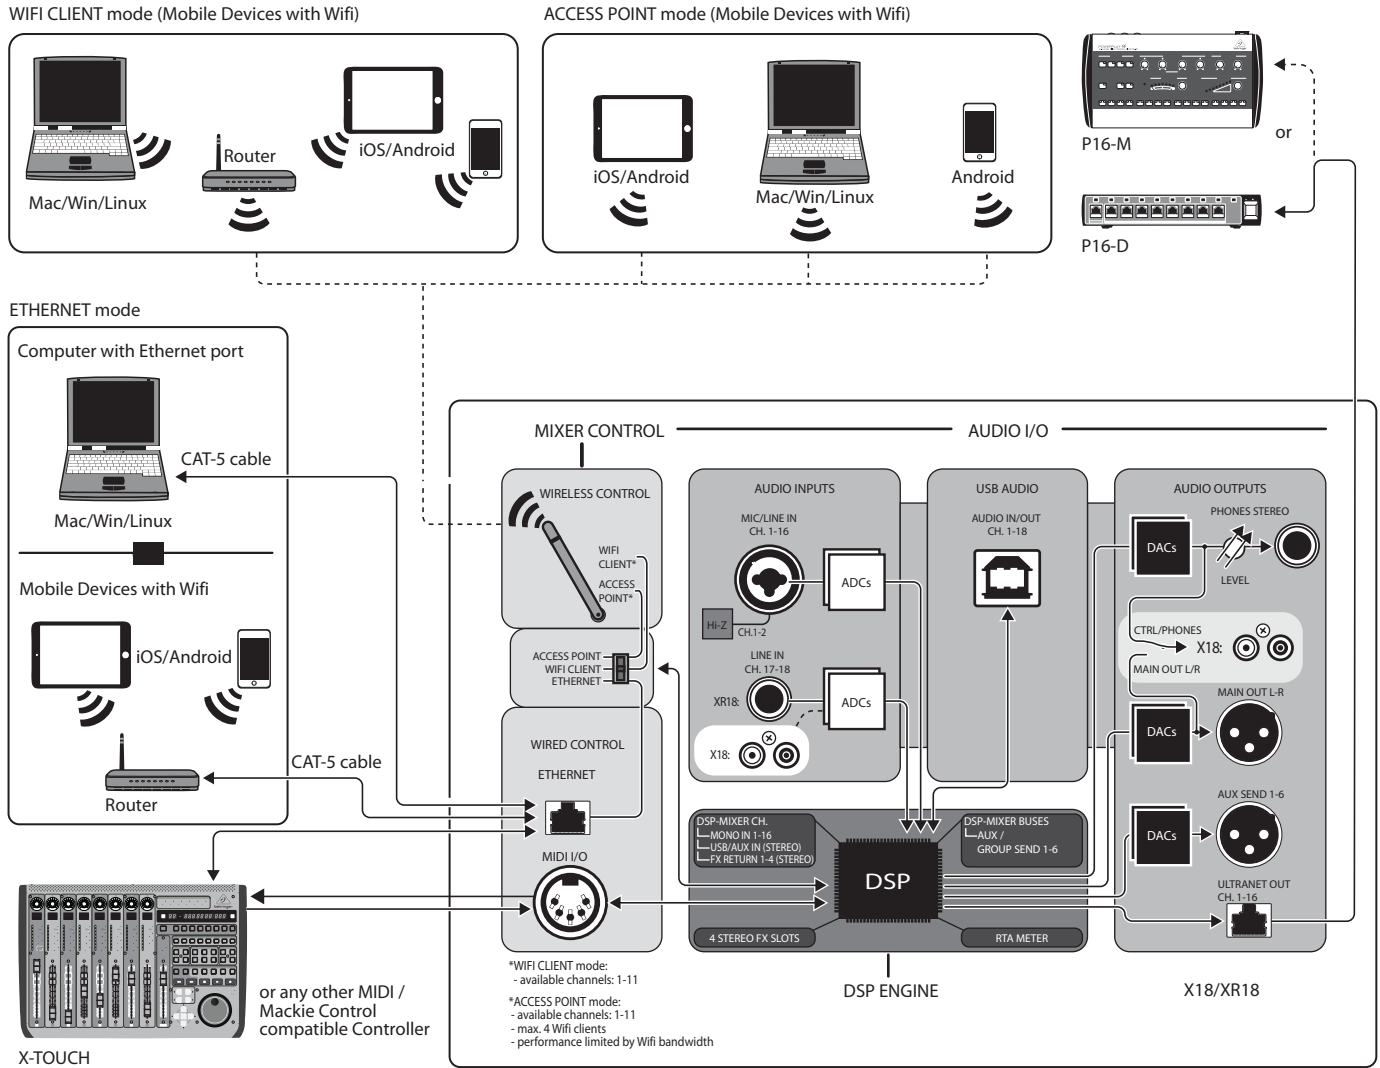 WIFI CLIENT mode (Mobile Devices with Wifi)
Mac/Win/Linux
Router
iOS/Android
ACCESS POINT mode (Mobile Devices with Wifi)
iOS/Android
Mac/Win/Linux
Android
P16-M
or
P16-D
ETHERNET mode
Computer with Ethernet port
CAT-5 cable
Mac/Win/Linux
Mobile Devices with Wifi
iOS/Android
CAT-5 cable
Router
X-TOUCH
or any other MIDI /
Mackie Control
compatible Controller
MIXER CONTROL
AUDIO I/O
WIRELESS CONTROL
WIFI
CLIENT*
ACCESS
POINT*
ACCESS POINT
WIFI CLIENT
ETHERNET
WIRED CONTROL
ETHERNET
MIDI I/O
*WIFI CLIENT mode:
- available channels: 1-11
*ACCESS POINT mode:
- available channels: 1-11
- max. 4 Wifi clients
- performance limited by Wifi bandwidth
AUDIO INPUTS
MIC/LINE IN
CH. 1-16
ADCs
Hi-Z
CH.1-2
LINE IN
CH. 17-18
XR18:
ADCs
X18:
USB AUDIO
AUDIO IN/OUT
CH. 1-18
AUDIO OUTPUTS
PHONES STEREO
DACs
LEVEL
CTRL/PHONES
X18:
MAIN OUT L/R
MAIN OUT L-R
DACs
AUX SEND 1-6
DACs
ULTRANET OUT
CH. 1-16
DSP-MIXER CH.
MONO IN 1-16
USB/AUX IN (STEREO)
FX RETURN 1-4 (STEREO)
DSP-MIXER BUSES
AUX /
GROUP SEND 1-6
DSP
4 STEREO FX SLOTS
RTA METER
DSP ENGINE
X18/XR18